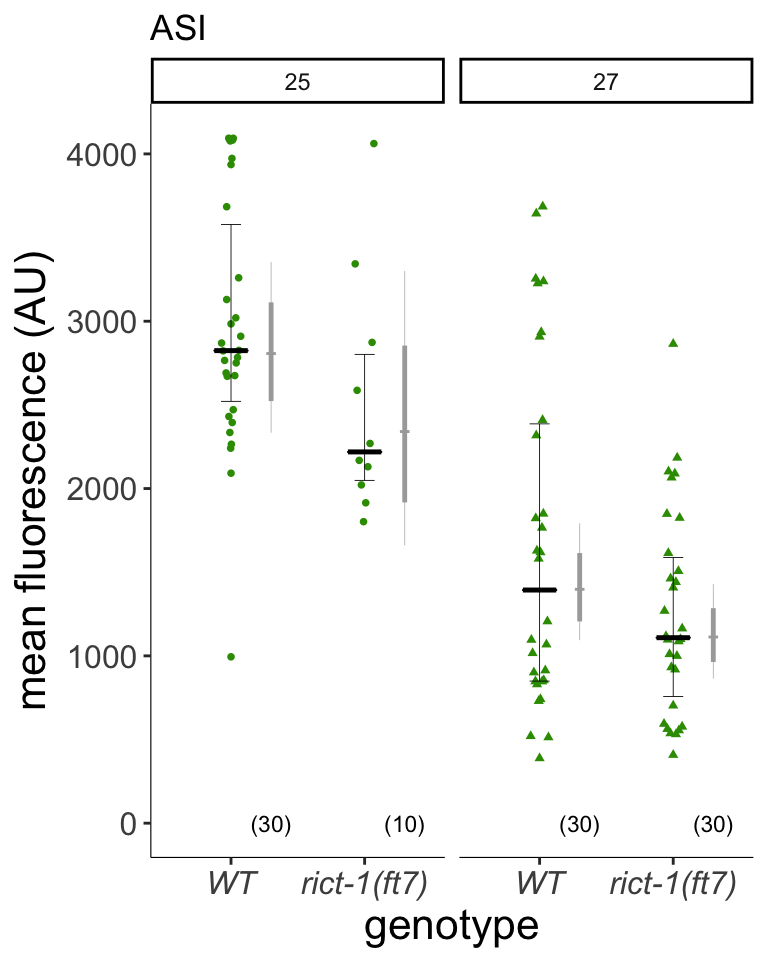 ASI
25 27
4000
3000
2000
1000
0
(30) (10) (30) (30)
WT rict-1(ft7) WT rict-1(ft7)
genotype
mean fluorescence (AU)